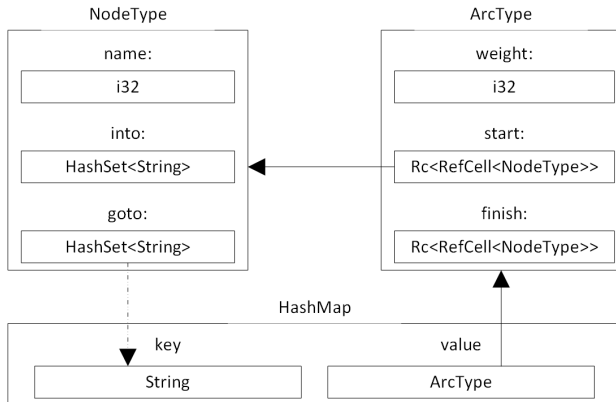 NodeType
name:
i32
into:
HashSet<String>
goto:
HashSet<String>
ArcType
weight:
i32
start:
Rc<RefCell<NodeType>>
finish:
Rc<RefCell<NodeType>>
HashMap
key
String
value
ArcType